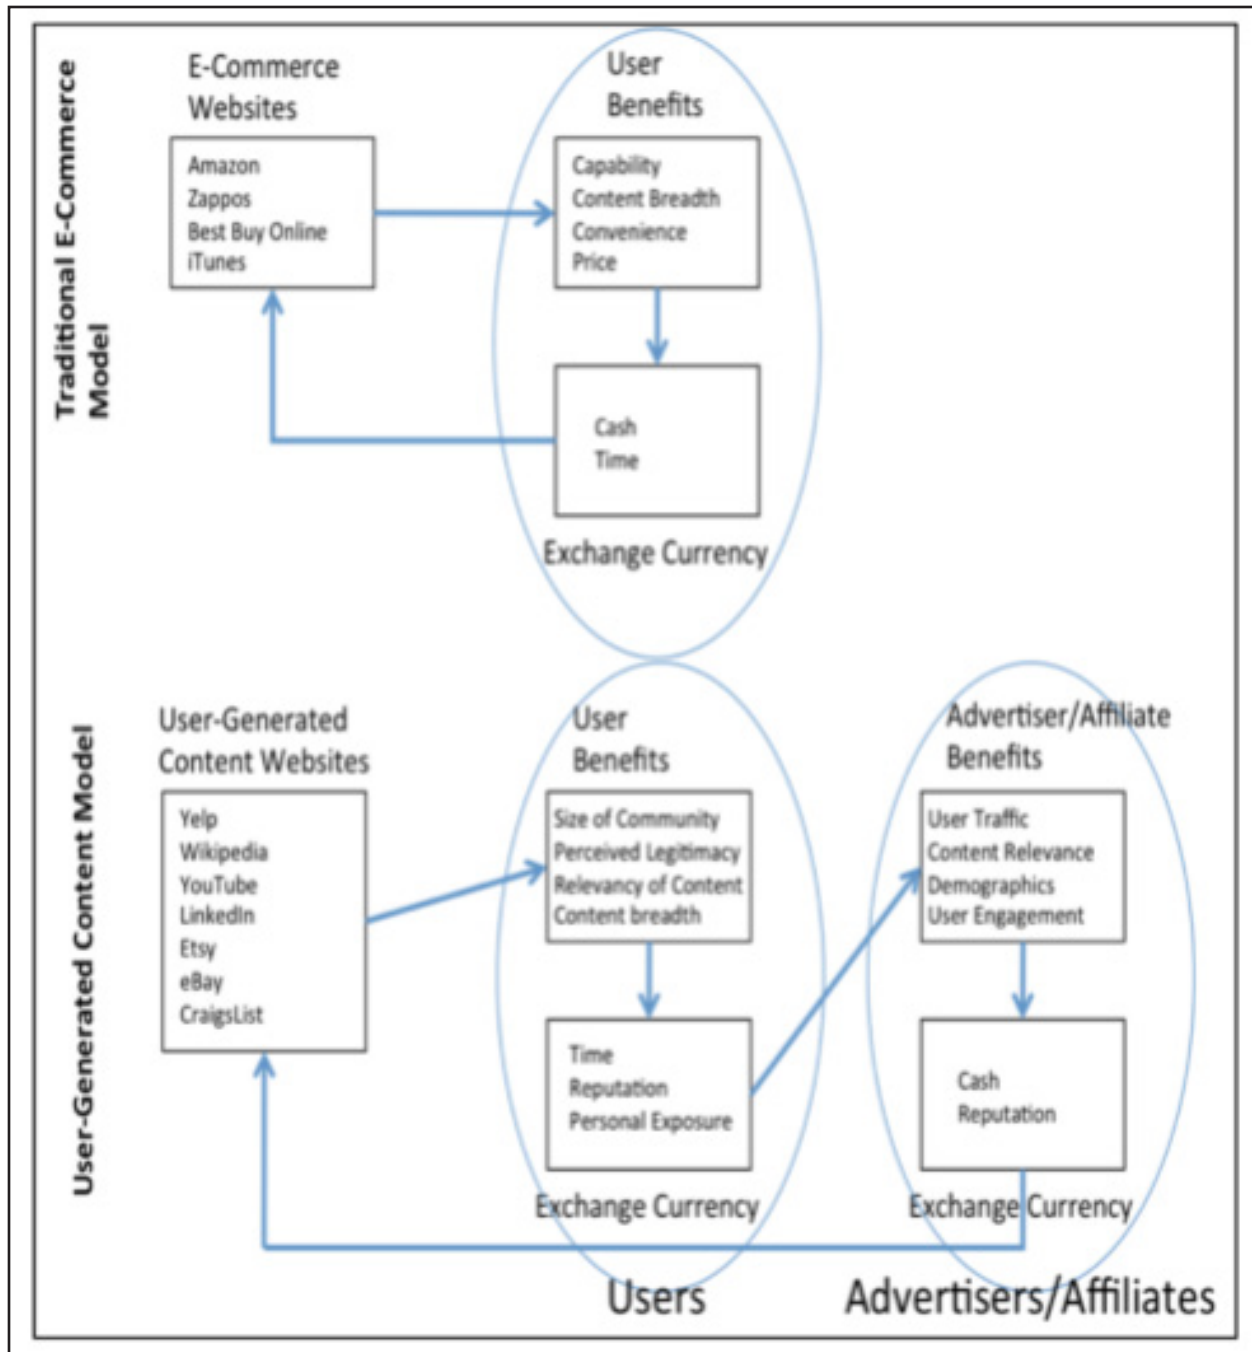 Traditional E-Commerce
Model
E-Commerce
Websites
Amazon
Zappos
Best Buy Online
iTunes
User
Benefits
Capability
Content Breadth
Convenience
Price
Cash
Time
Exchange Currency
User-Generated Content Model
User-Generated
Content Websites
Yelp
Wikipedia
YouTube
LinkedIn
Etsy
eBay
CraigsList
User
Benefits
Size of Community
Perceived Legitimacy
Relevancy of Content
Content breadth
Time
Reputation
Personal Exposure
Exchange Currency
Users
Advertiser/Affiliate
Benefits
User Traffic
Content Relevance
Demographics
User Engagement
Cash
Reputation
Exchange Currency
Advertisers/Affiliates